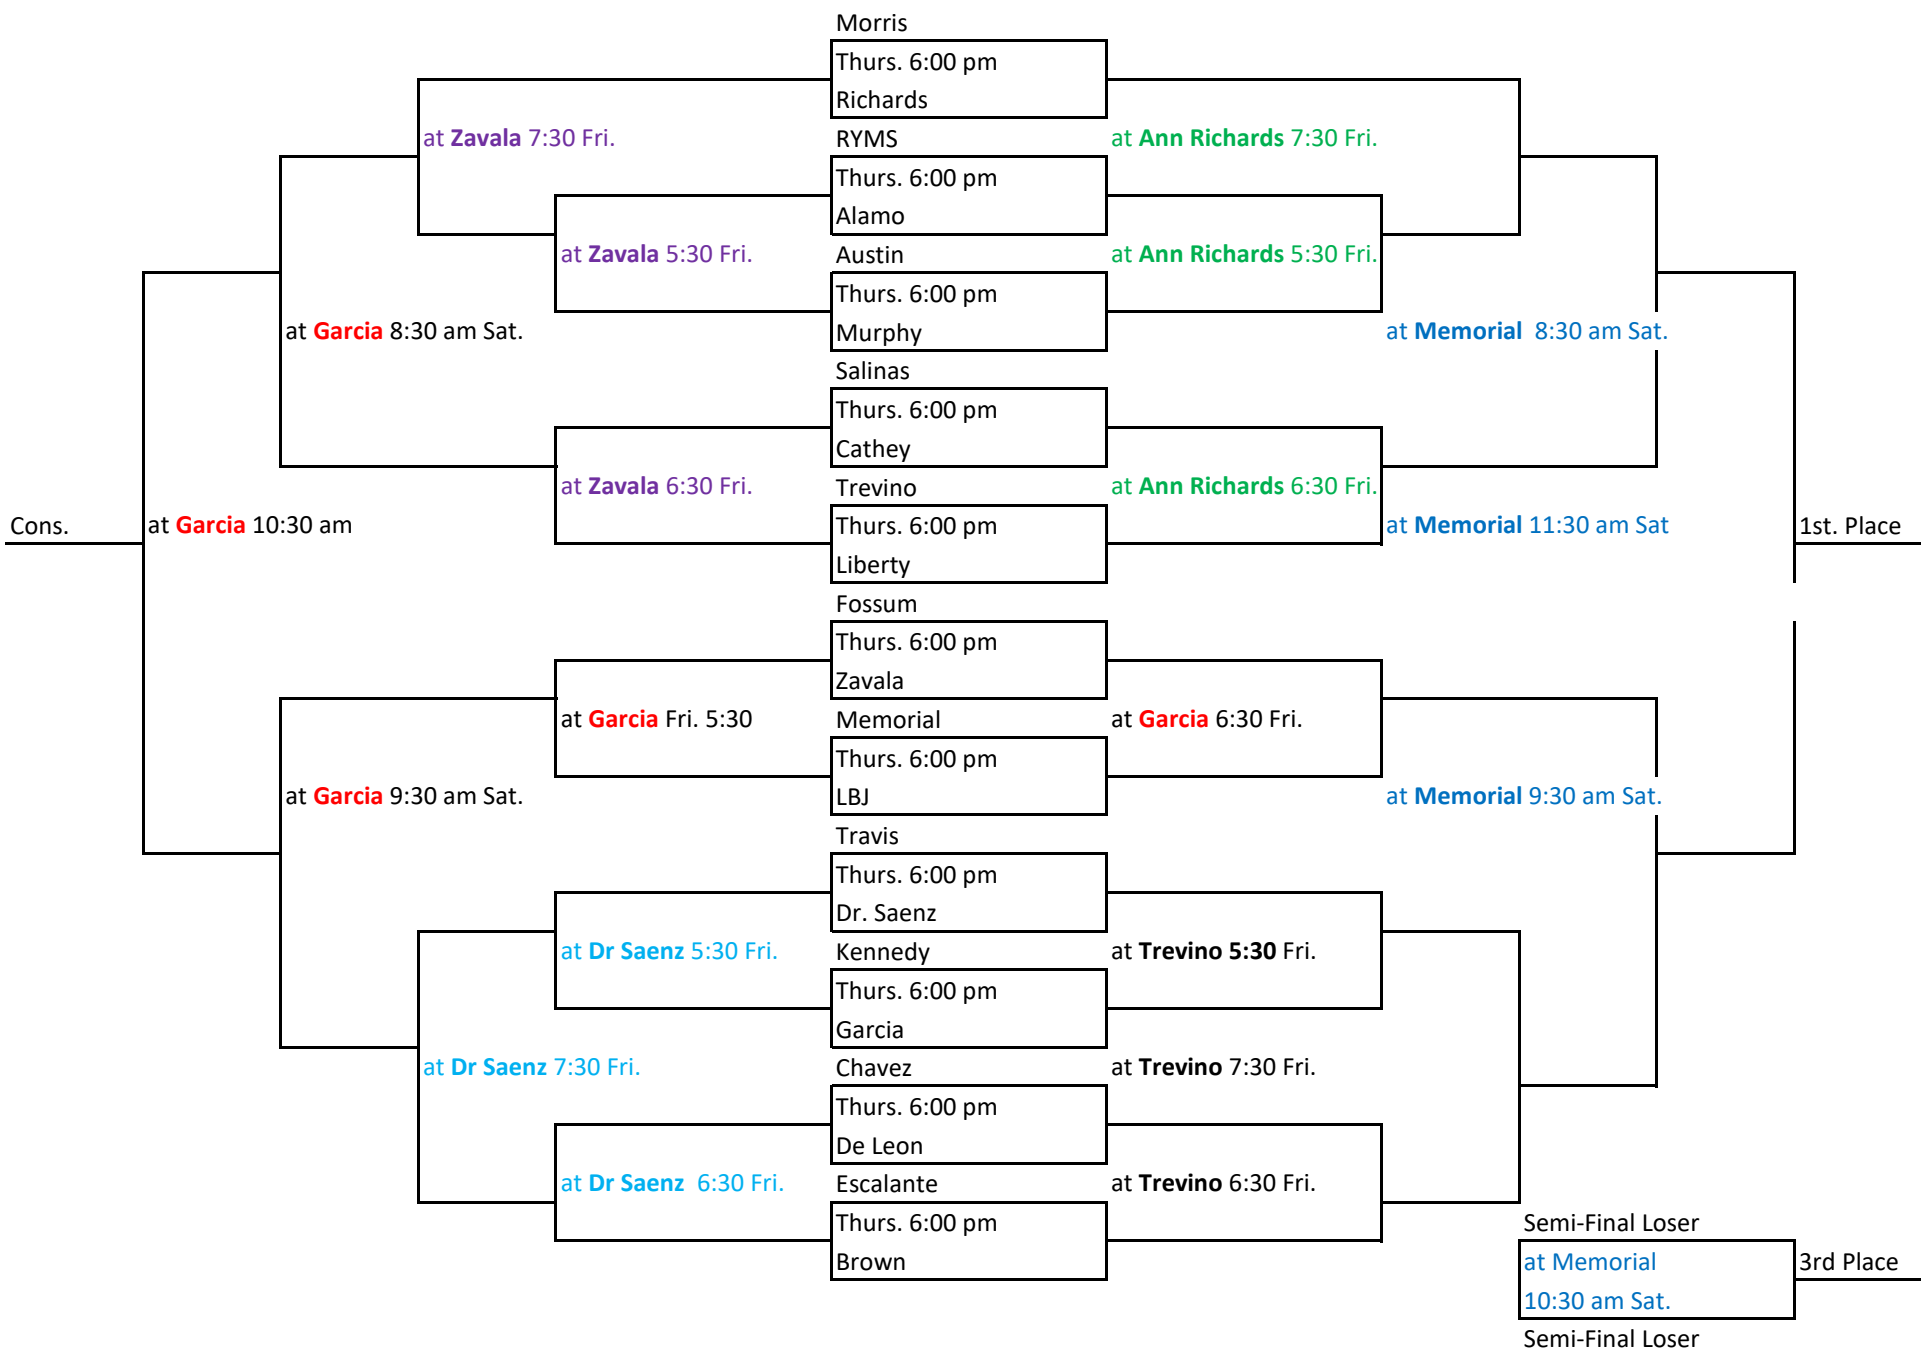 Morris
Thurs. 6:00 pm
Richards
at Zavala 7:30 Fri.
RYMS
at Ann Richards 7:30 Fri.
Thurs. 6:00 pm
Alamo
at Zavala 5:30 Fri.
Austin
at Ann Richards 5:30 Fri.
Thurs. 6:00 pm
at Garcia 8:30 am Sat.
Murphy
at Memorial  8:30 am Sat.
Salinas
Thurs. 6:00 pm
Cathey
at Zavala 6:30 Fri.
Trevino
at Ann Richards 6:30 Fri.
Cons.
at Garcia 10:30 am
Thurs. 6:00 pm
at Memorial 11:30 am Sat
1st. Place
Liberty
Fossum
Thurs. 6:00 pm
Zavala
at Garcia Fri. 5:30
Memorial
at Garcia 6:30 Fri.
Thurs. 6:00 pm
at Garcia 9:30 am Sat.
LBJ
at Memorial 9:30 am Sat.
Travis
Thurs. 6:00 pm
Dr. Saenz
at Dr Saenz 5:30 Fri.
Kennedy
at Trevino 5:30 Fri.
Thurs. 6:00 pm
Garcia
at Dr Saenz 7:30 Fri.
Chavez
at Trevino 7:30 Fri.
Thurs. 6:00 pm
De Leon
at Dr Saenz  6:30 Fri.
Escalante
at Trevino 6:30 Fri.
Thurs. 6:00 pm
Semi-Final Loser
Brown
at Memorial
3rd Place
10:30 am Sat.
Semi-Final Loser